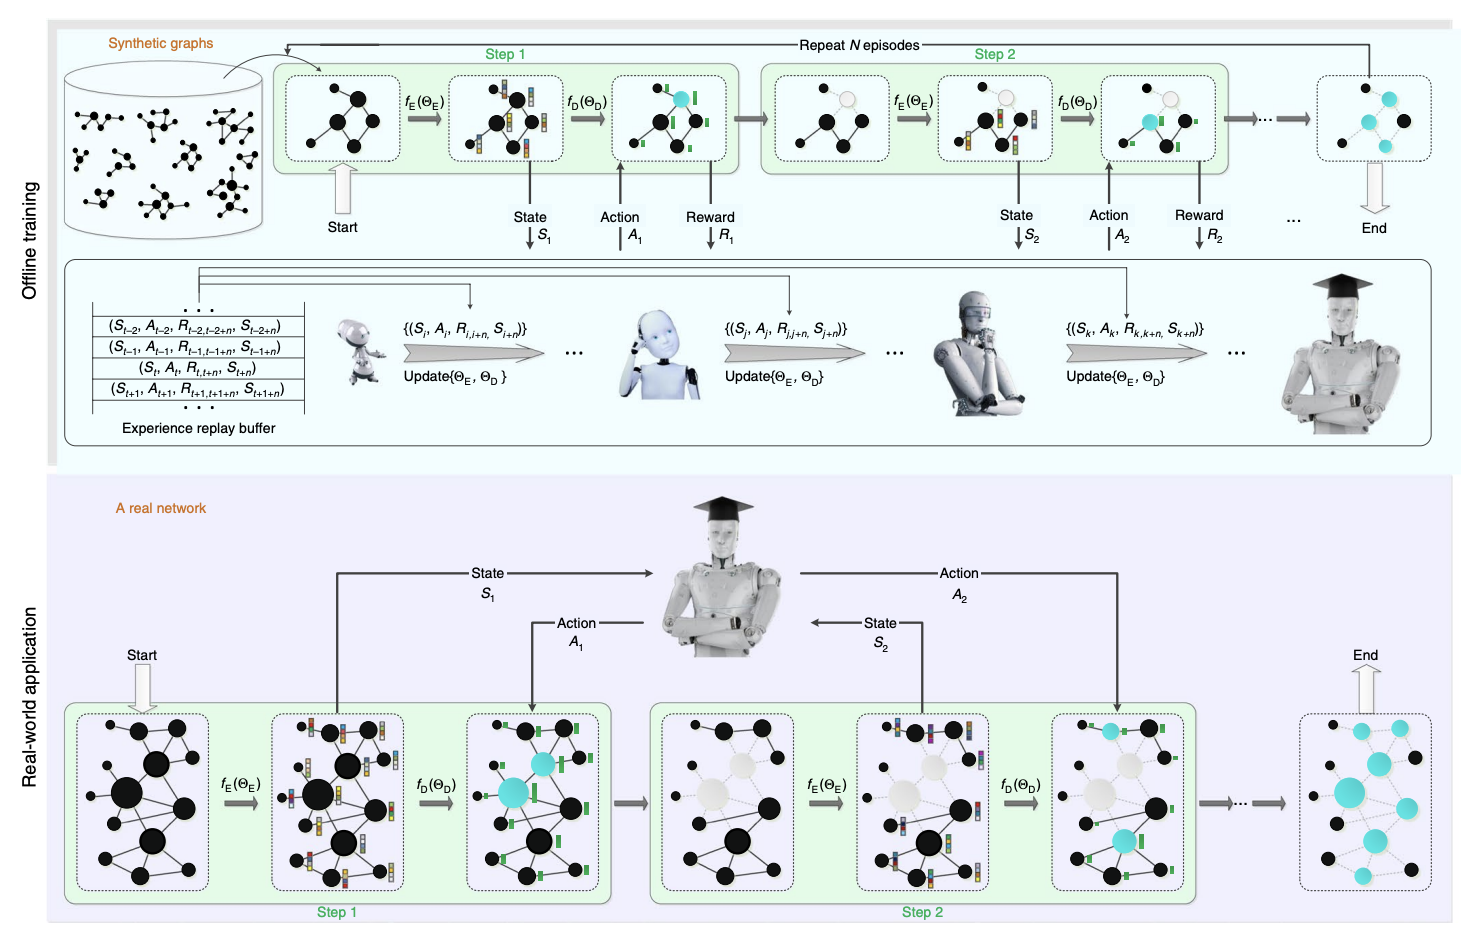 Offline training
Synthetic graphs
Repeat N episodes
Step 1
Step 2
f_E(Θ_E)
f_D(Θ_D)
f_E(Θ_E)
f_D(Θ_D)
...
Start
State
S_1
Action
A_1
Reward
R_1
State
S_2
Action
A_2
Reward
R_2
...
End
. . .
(S_{t–2}, A_{t–2}, R_{t–2,t–2+n}, S_{t–2+n})
(S_{t–1}, A_{t–1}, R_{t–1,t–1+n}, S_{t–1+n})
(S_t, A_t, R_{t,t+n}, S_{t+n})
(S_{t+1}, A_{t+1}, R_{t+1,t+1+n}, S_{t+1+n})
. . .
Experience replay buffer
{(S_i, A_i, R_{i,i+n}, S_{i+n})}
Update{Θ_E, Θ_D }
...
{(S_j, A_j, R_{j,j+n}, S_{j+n})}
Update{Θ_E, Θ_D}
...
{(S_k, A_k, R_{k,k+n}, S_{k+n})}
Update{Θ_E, Θ_D}
...
Real-world application
A real network
State
S_1
Action
A_1
Action
A_2
State
S_2
Start
End
f_E(Θ_E)
f_D(Θ_D)
f_E(Θ_E)
f_D(Θ_D)
...
Step 1
Step 2